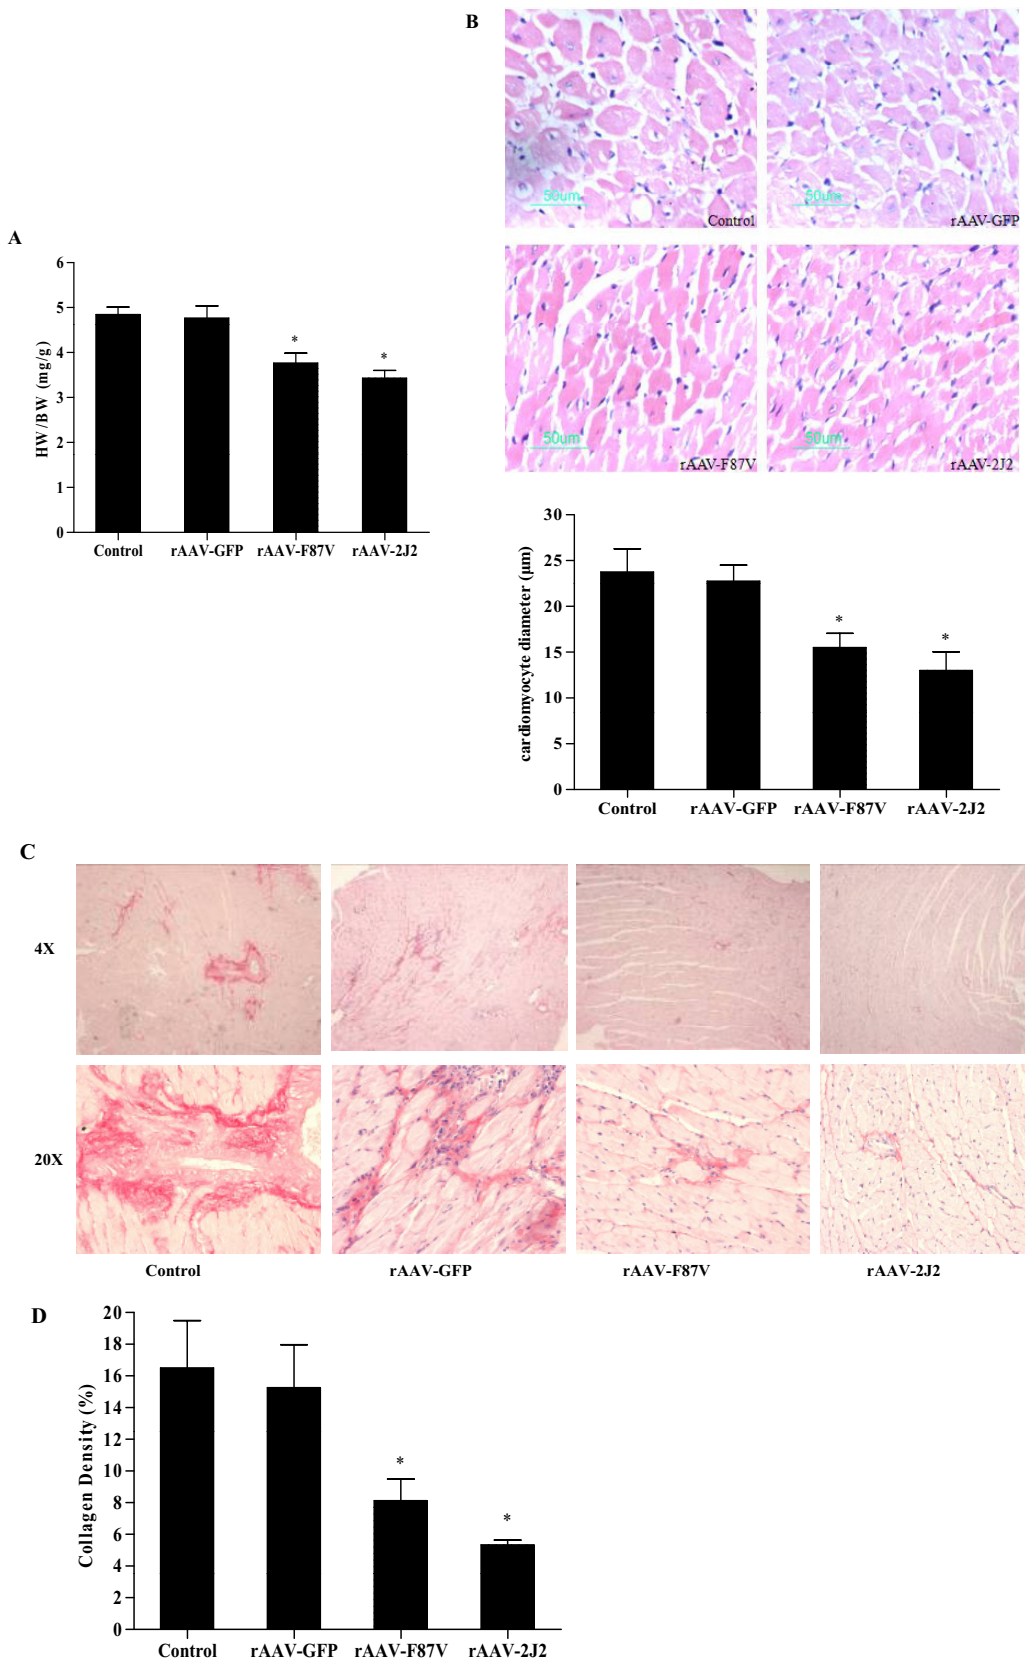 A
HW/BW (mg/g)
6
5
4
3
2
1
0
*
*
Control rAAV-GFP rAAV-F87V rAAV-2J2
B
50um
Control
50um
rAAV-GFP
50um
rAAV-F87V
50um
rAAV-2J2
cardiomyocyte diameter (μm)
30
25
20
15
10
5
0
*
*
Control rAAV-GFP rAAV-F87V rAAV-2J2
C
4X
20X
Control rAAV-GFP rAAV-F87V rAAV-2J2
D
Collagen Density (%)
20
18
16
14
12
10
8
6
4
2
0
*
*
Control rAAV-GFP rAAV-F87V rAAV-2J2